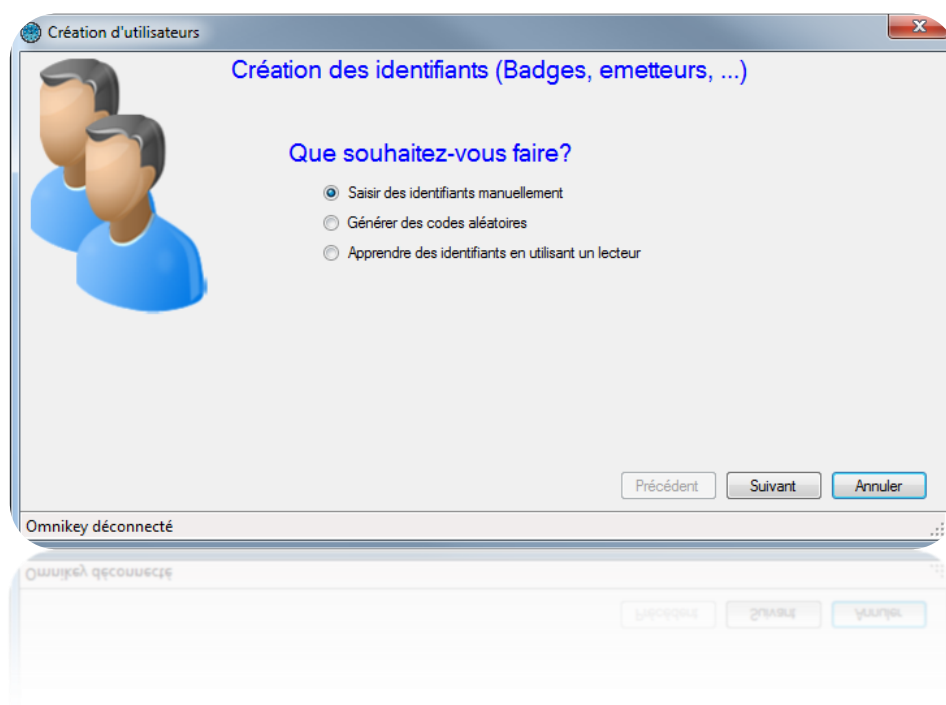 Création d'utilisateurs
Création des identifiants (Badges, emetteurs, ...)
Que souhaitez-vous faire?
Saisir des identifiants manuellement
Générer des codes aléatoires
Apprendre des identifiants en utilisant un lecteur
Précédent Suivant Annuler
Omnikey déconnecté